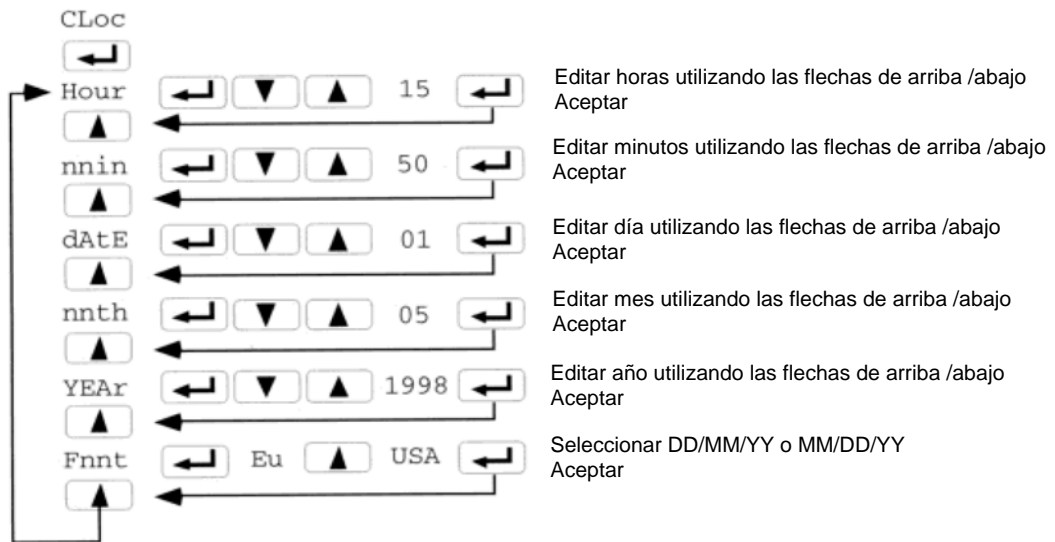 CLoc
Hour 15 Editar horas utilizando las flechas de arriba /abajo
Aceptar
nnin 50 Editar minutos utilizando las flechas de arriba /abajo
Aceptar
dAtE 01 Editar día utilizando las flechas de arriba /abajo
Aceptar
nnth 05 Editar mes utilizando las flechas de arriba /abajo
Aceptar
YEAr 1998 Editar año utilizando las flechas de arriba /abajo
Aceptar
Fnnt Eu USA Seleccionar DD/MM/YY o MM/DD/YY
Aceptar